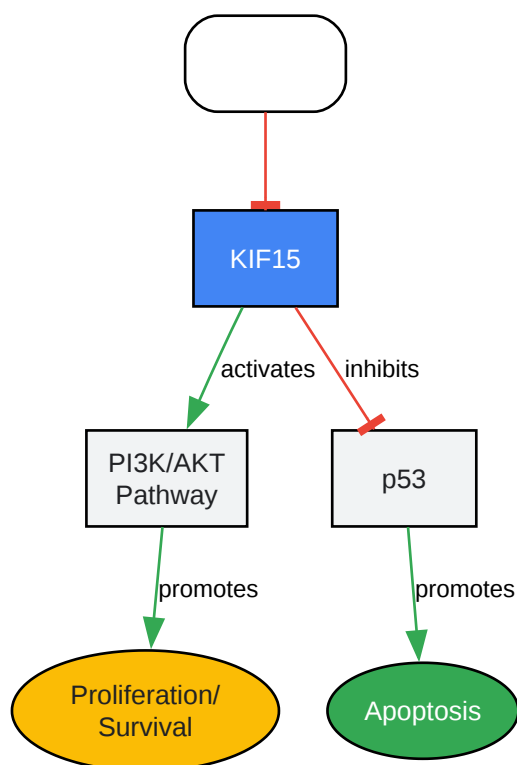 KIF15
activates
inhibits
PI3K/AKT
Pathway
p53
promotes
promotes
Proliferation/
Survival
Apoptosis